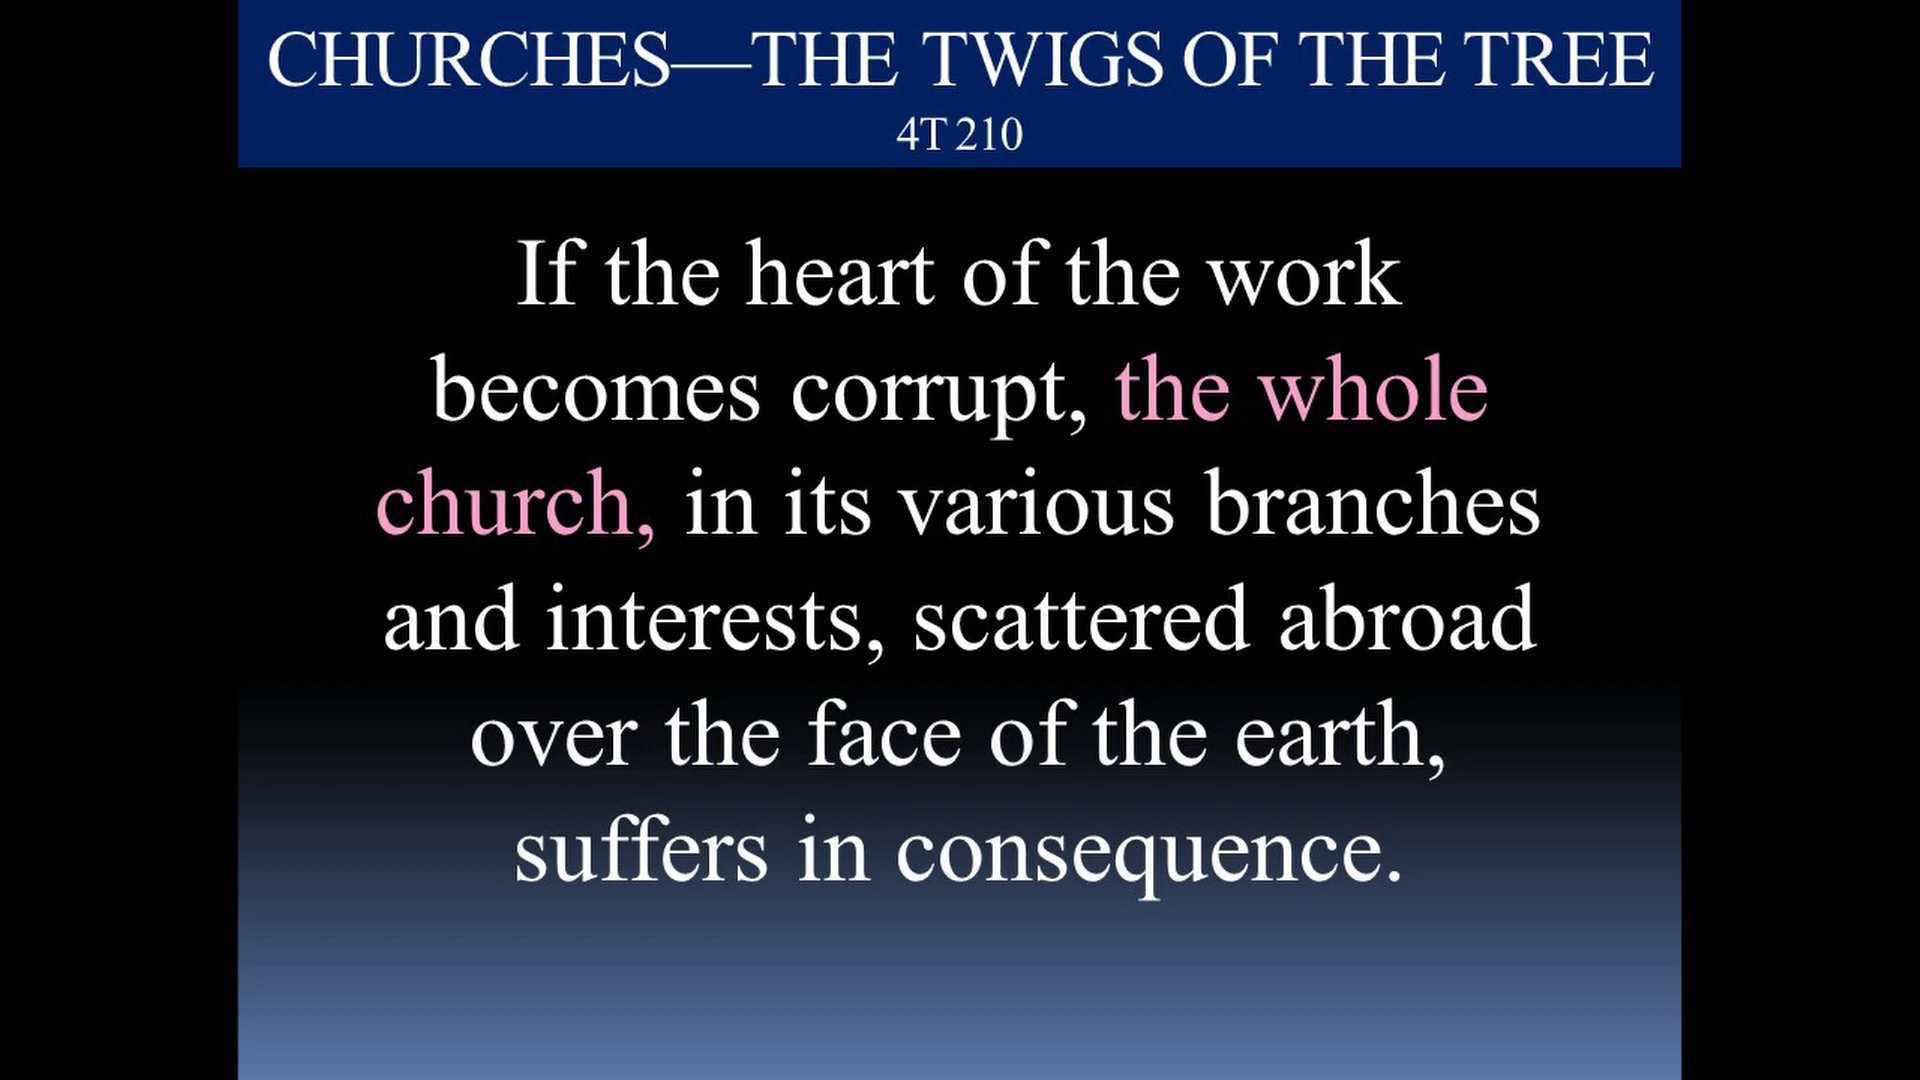 CHURCHES—THE TWIGS OF THE TREE
4T 210
If the heart of the work
becomes corrupt, the whole
church, in its various branches
and interests, scattered abroad
over the face of the earth,
suffers in consequence.